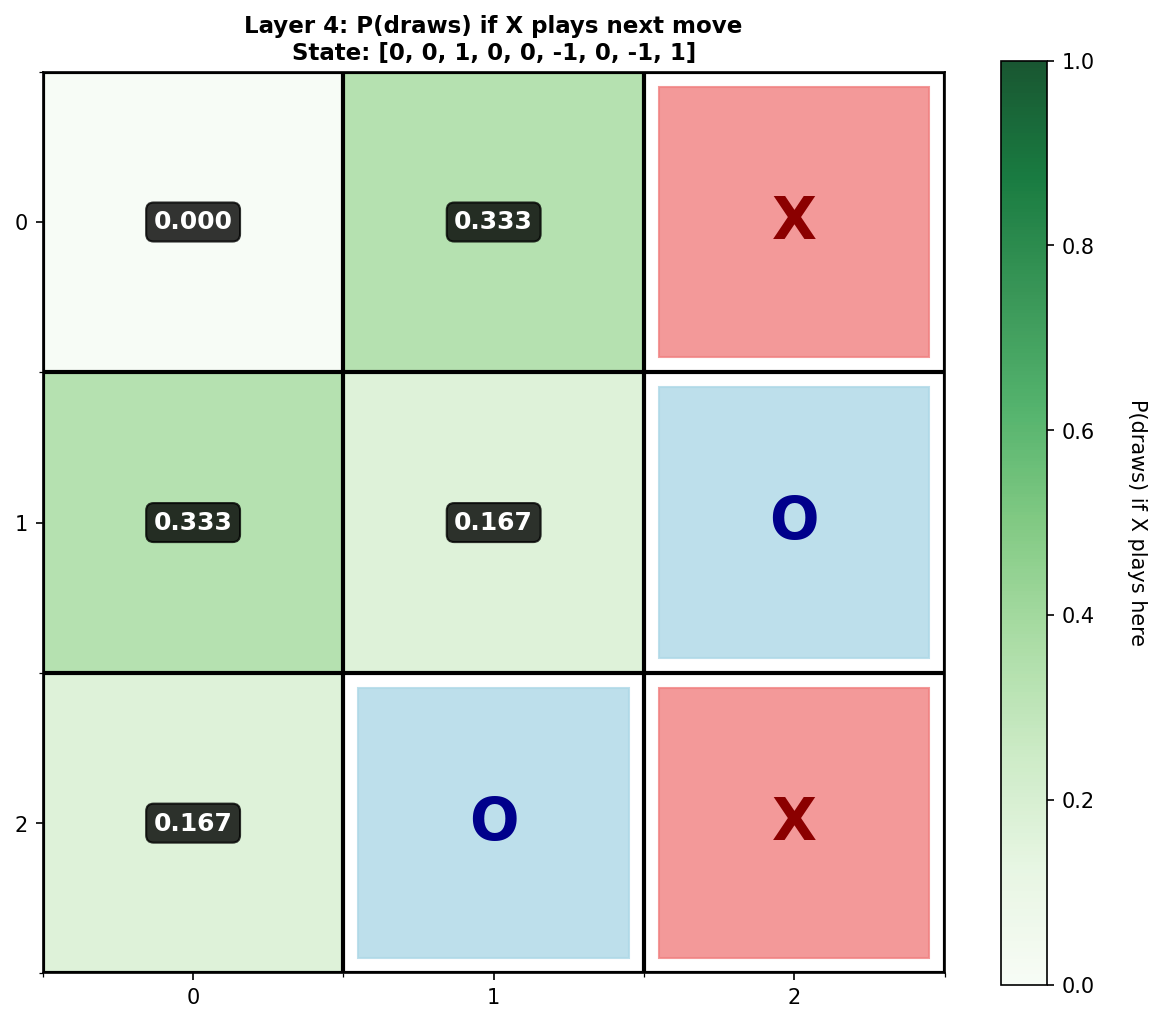 Layer 4: P(draws) if X plays next move
State: [0, 0, 1, 0, 0, -1, 0, -1, 1]
0
0.000
0.333
X
1
0.333
0.167
O
2
0.167
O
X
0
1
2
1.0
0.8
0.6
0.4
0.2
0.0
P(draws) if X plays here